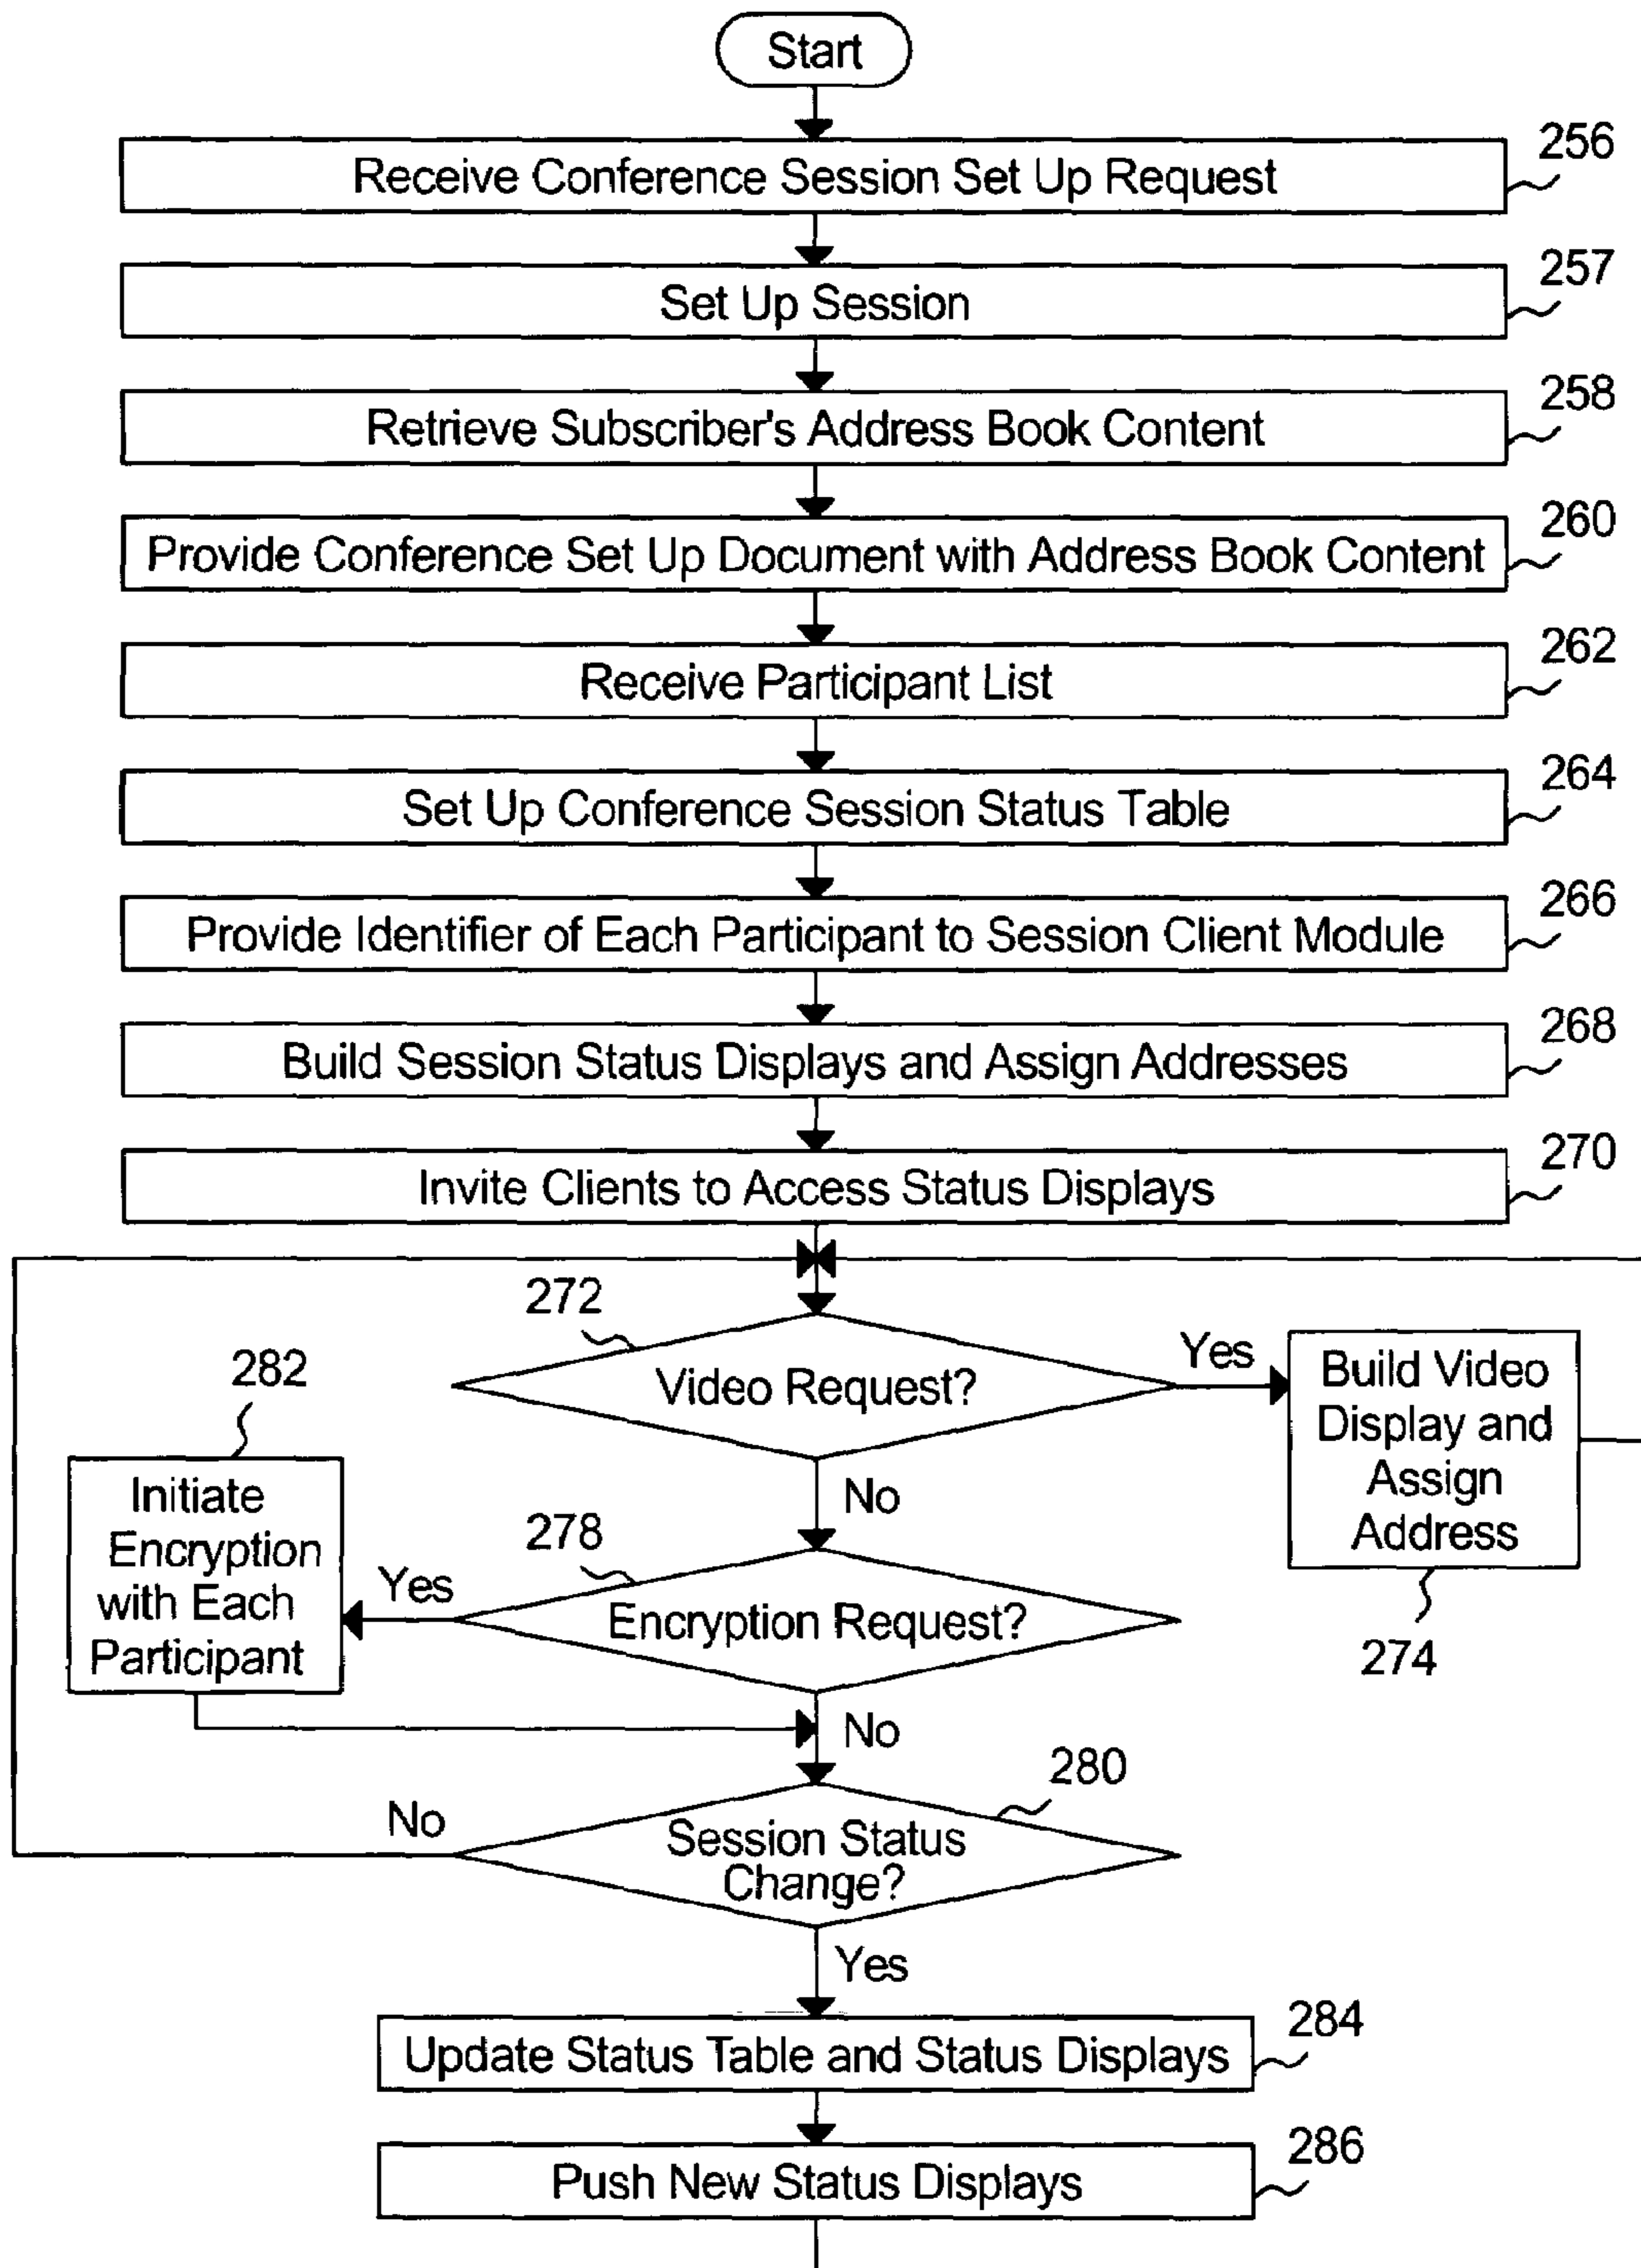 Start
256
Receive Conference Session Set Up Request
257
Set Up Session
258
Retrieve Subscriber's Address Book Content
260
Provide Conference Set Up Document with Address Book Content
262
Receive Participant List
264
Set Up Conference Session Status Table
266
Provide Identifier of Each Participant to Session Client Module
268
Build Session Status Displays and Assign Addresses
270
Invite Clients to Access Status Displays
272
Video Request?
Yes
Build Video
Display and
Assign
Address
274
No
282
Initiate
Encryption
with Each
Participant
278
Yes
Encryption Request?
No
280
No
Session Status
Change?
Yes
284
Update Status Table and Status Displays
286
Push New Status Displays